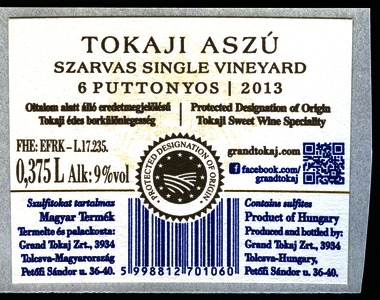 TOKAJI ASZÚ
SZARVAS SINGLE VINEYARD
6 PUTTONYOS | 2013
Oltalom alatt álló eredetmegjelölésű
Tokaji édes borkülönlegesség
Protected Designation of Origin
Tokaji Sweet Wine Speciality
FHE: EFRK – L.17.235.
0,375 L Alk: 9%vol
PROTECTED DESIGNATION OF ORIGIN
grandtokaj.com
facebook.com/
grandtokaj
Szulfitokat tartalmaz
Magyar Termék
Termelte és palackozta:
Grand Tokaj Zrt., 3934
Tolcsva-Magyarország
Petőfi Sándor u. 36-40.
5 998812 701060
Contains sulfites
Product of Hungary
Produced and bottled by:
Grand Tokaj Zrt., 3934
Tolcsva-Hungary,
Petőfi Sándor u. 36-40.